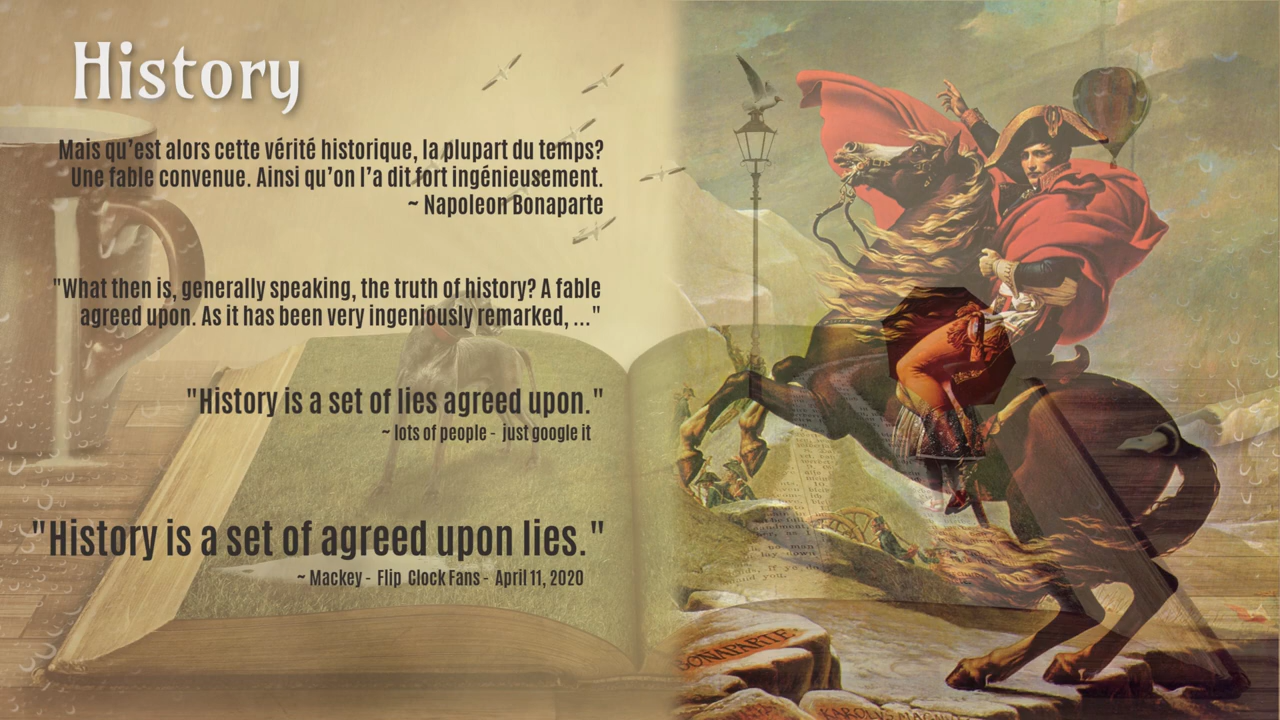 History
Mais qu’est alors cette vérité historique, la plupart du temps?
Une fable convenue. Ainsi qu’on l’a dit fort ingénieusement.
~ Napoleon Bonaparte
"What then is, generally speaking, the truth of history? A fable
agreed upon. As it has been very ingeniously remarked, ..."
"History is a set of lies agreed upon."
~ lots of people - just google it
"History is a set of agreed upon lies."
~ Mackey - Flip Clock Fans - April 11, 2020
BONAPARTE